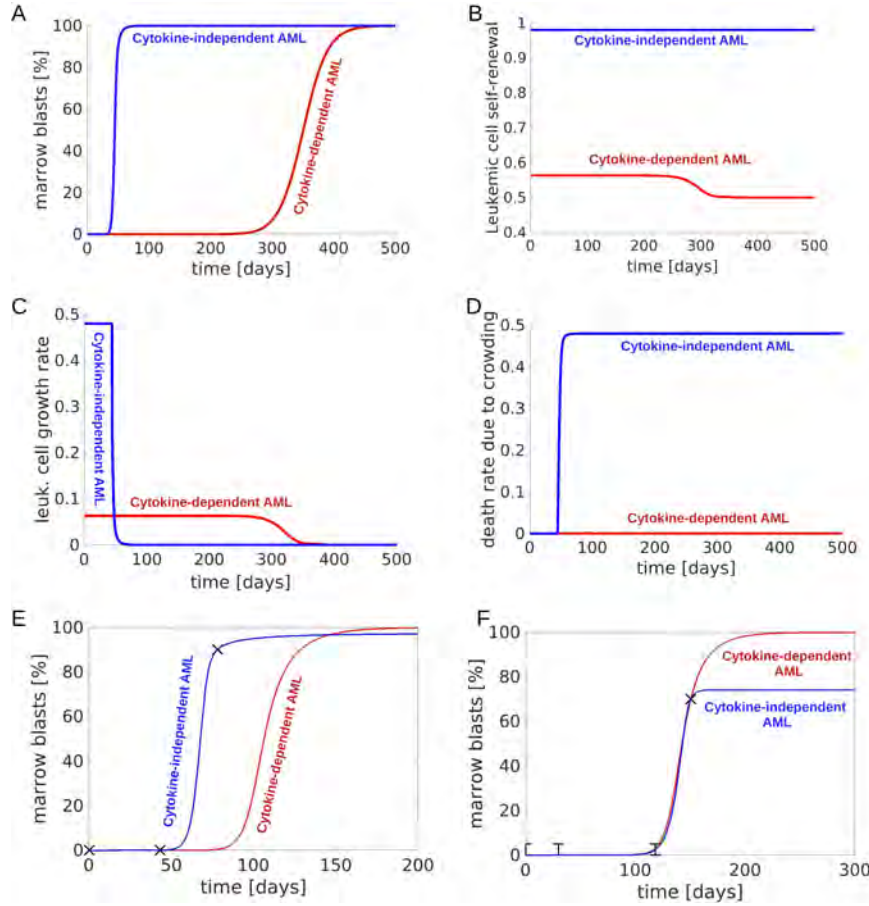 A
marrow blasts [%]
100
80
60
40
20
0
Cytokine-independent AML
Cytokine-dependent AML
0 100 200 300 400 500
time [days]
B
Leukemic cell self-renewal
1
0.9
0.8
0.7
0.6
0.5
0.4
Cytokine-independent AML
Cytokine-dependent AML
0 100 200 300 400 500
time [days]
C
leuk. cell growth rate
0.5
0.4
0.3
0.2
0.1
0
Cytokine-independent AML
Cytokine-dependent AML
0 100 200 300 400 500
time [days]
D
death rate due to crowding
0.5
0.4
0.3
0.2
0.1
0
Cytokine-independent AML
Cytokine-dependent AML
0 100 200 300 400 500
time [days]
E
marrow blasts [%]
100
80
60
40
20
0
Cytokine-independent AML
Cytokine-dependent AML
0 50 100 150 200
time [days]
F
marrow blasts [%]
100
80
60
40
20
0
Cytokine-dependent
AML
Cytokine-independent
AML
0 100 200 300
time [days]